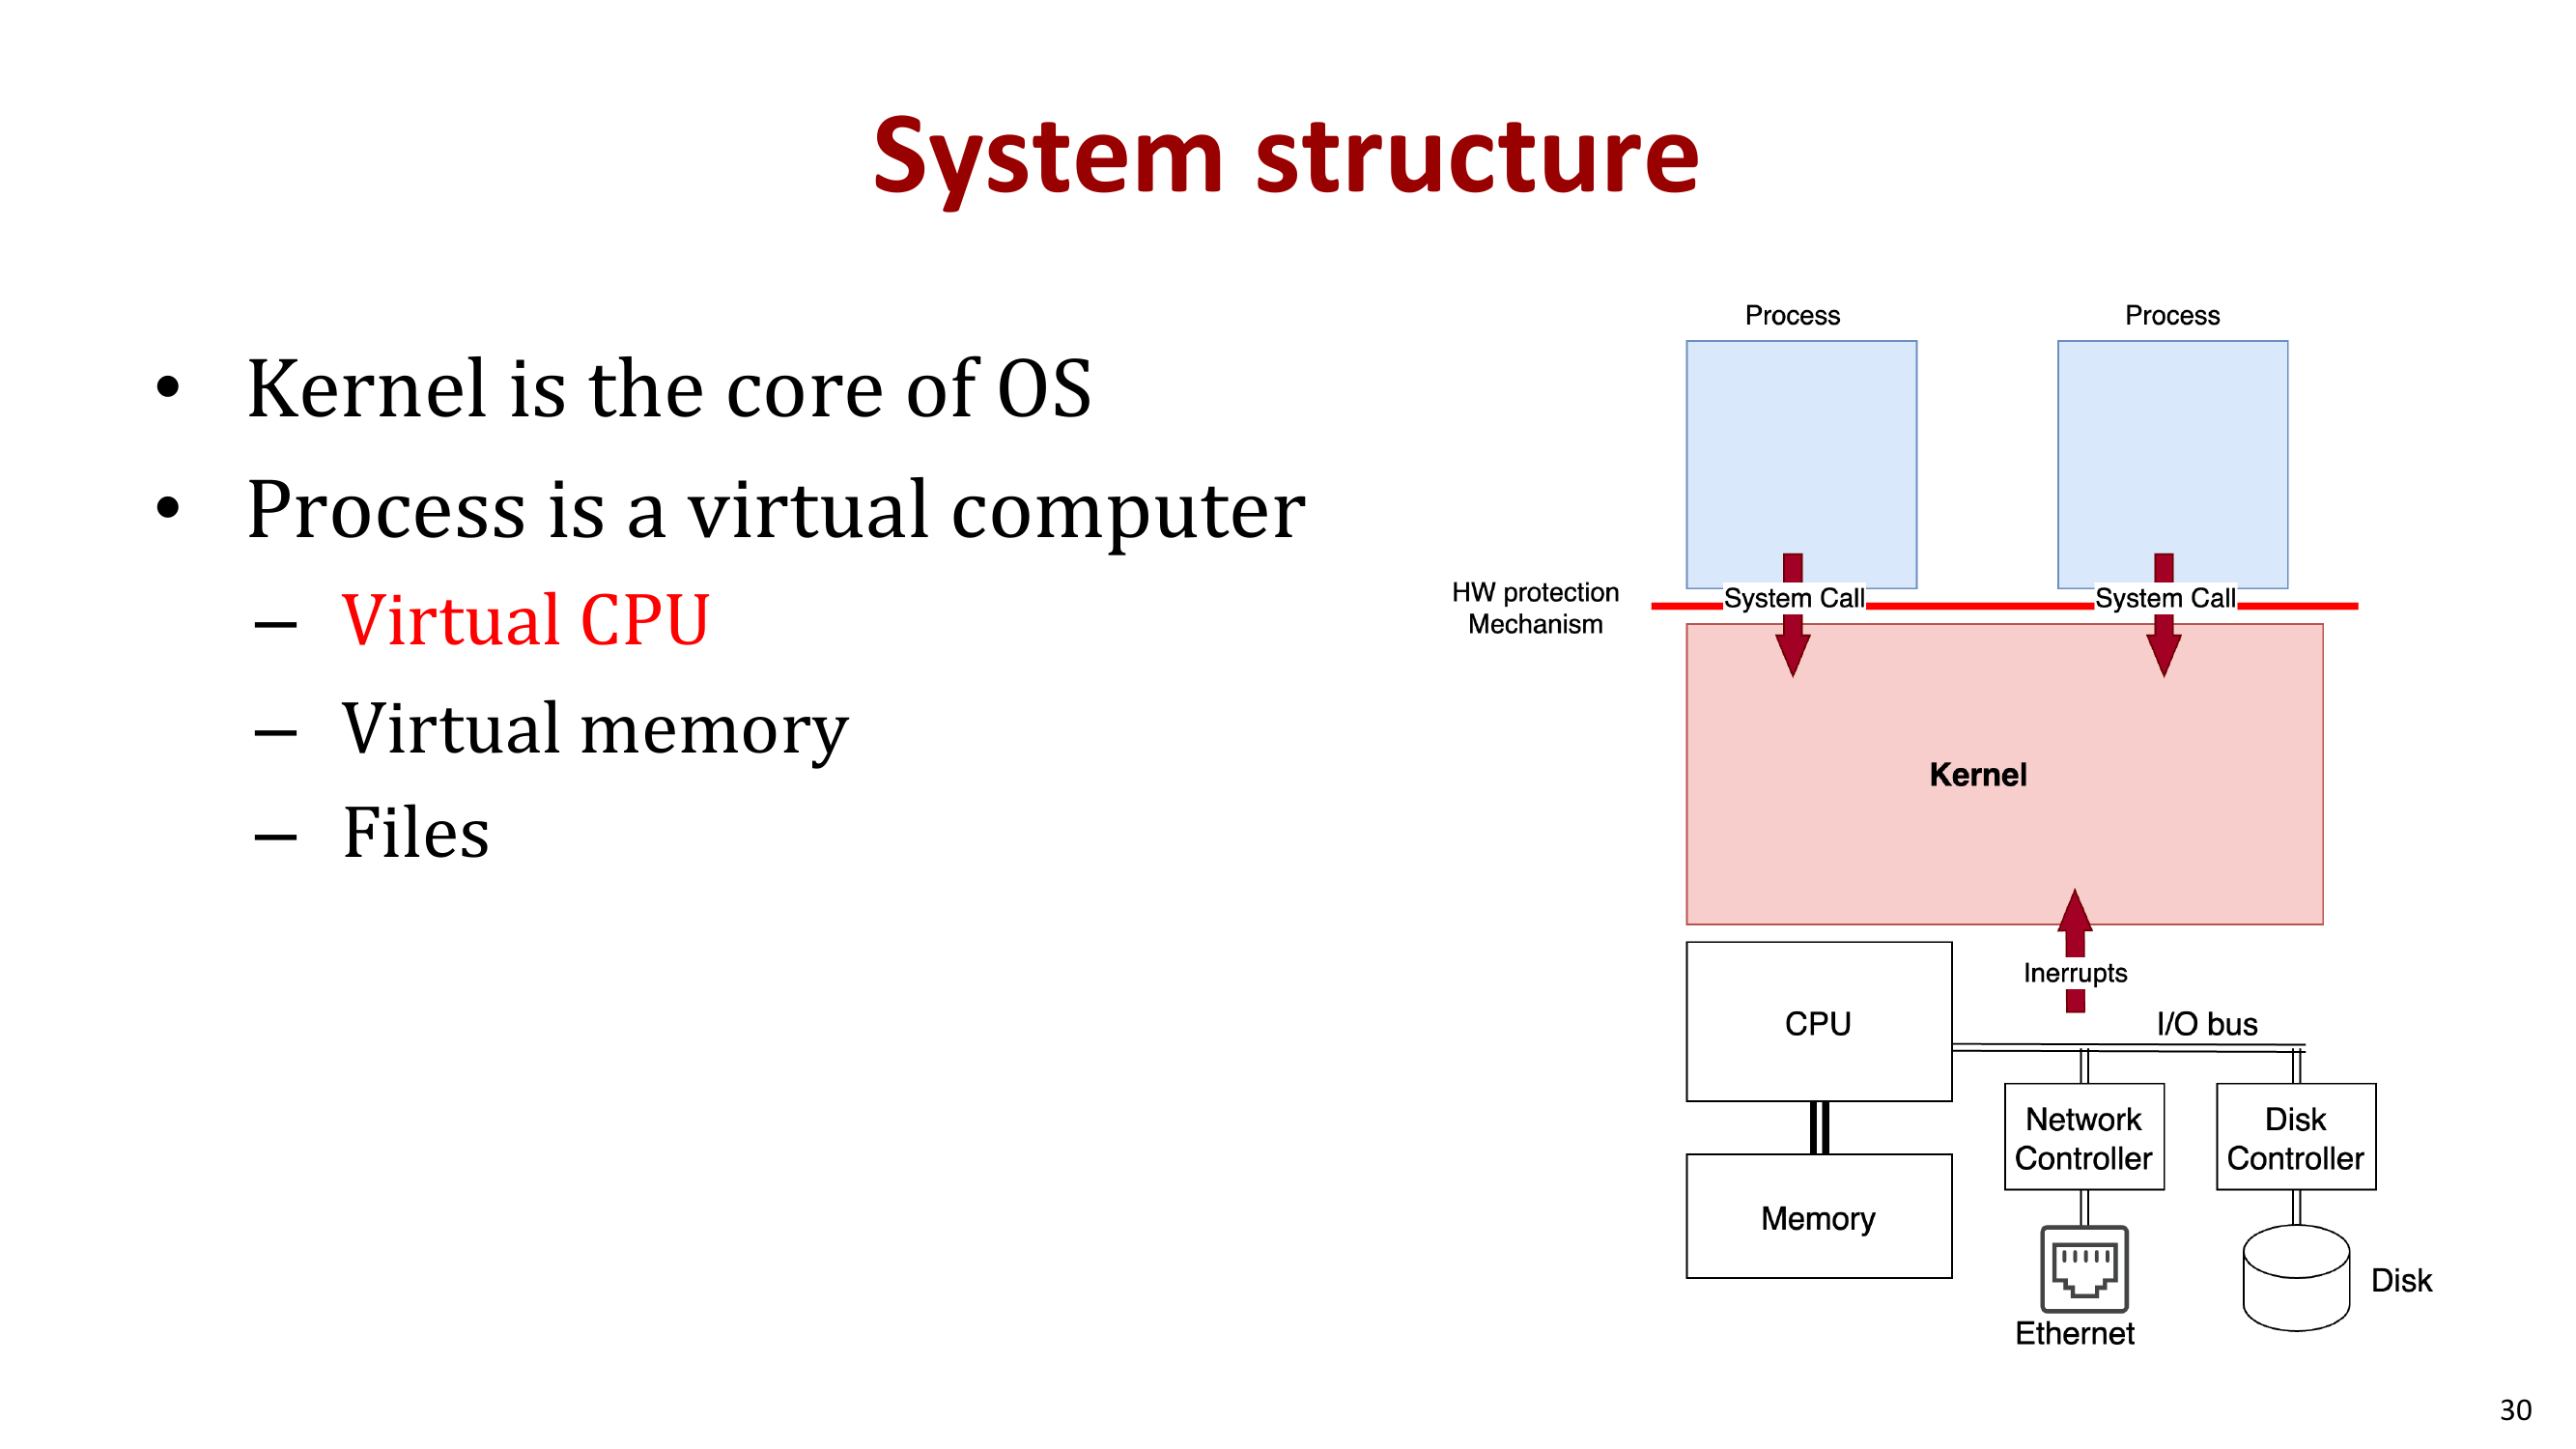 System structure
• Kernel is the core of OS
• Process is a virtual computer
– Virtual CPU
– Virtual memory
– Files
Process
Process
HW protection
Mechanism
System Call
System Call
Kernel
Inerrupts
CPU
I/O bus
Network
Controller
Disk
Controller
Memory
Ethernet
Disk
30